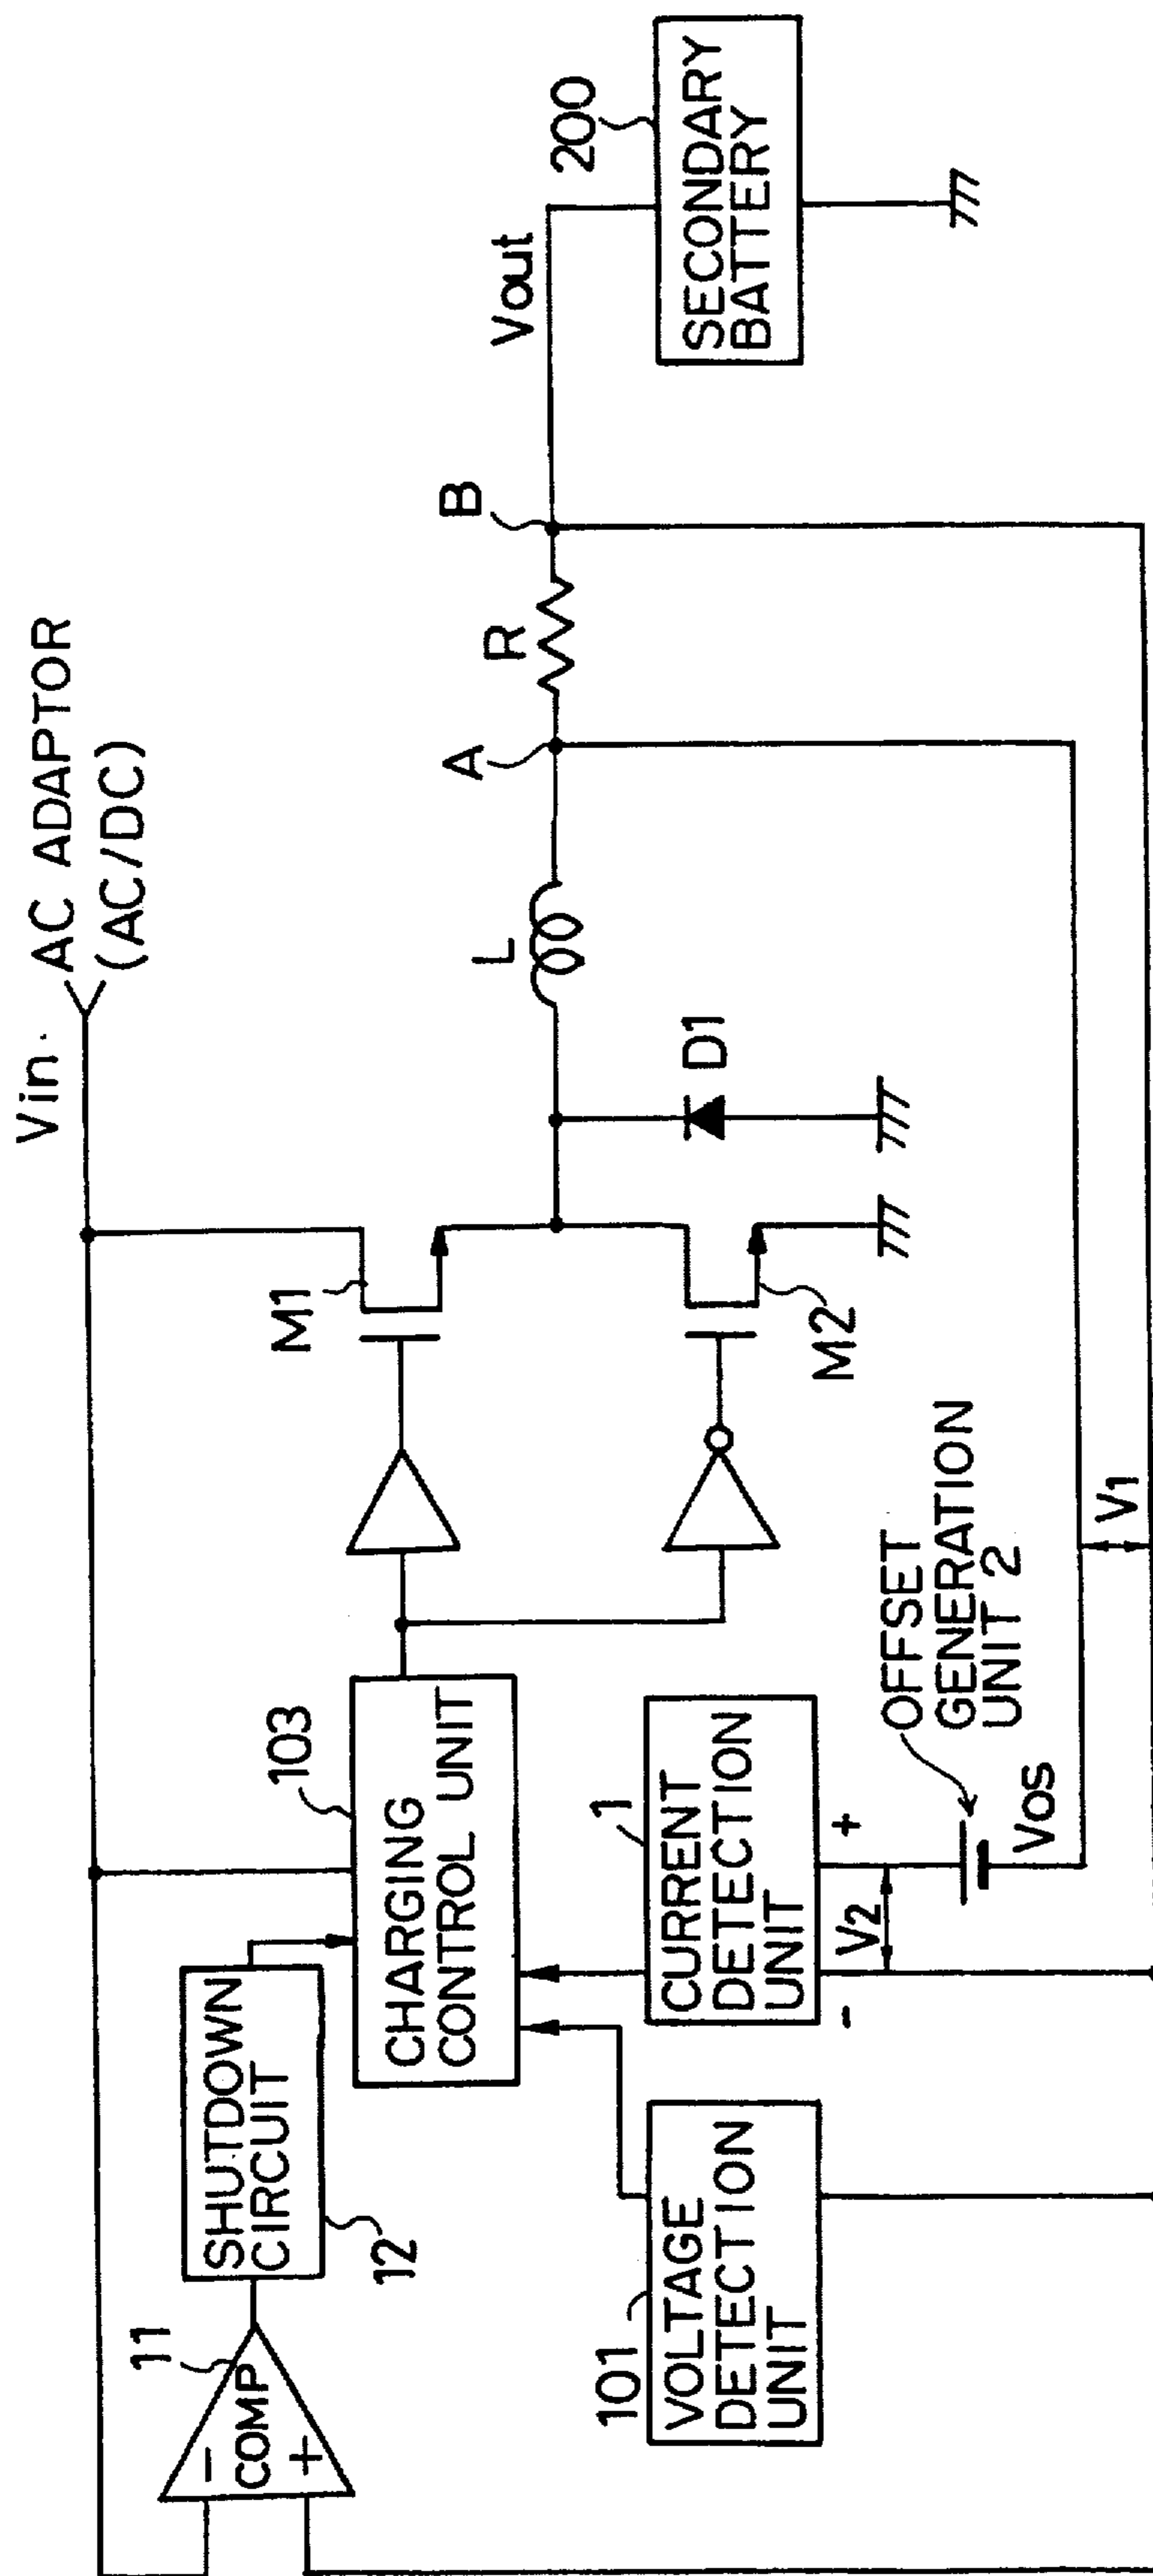 Vin
AC ADAPTOR
(AC/DC)
11
COMP
-
+
SHUTDOWN
CIRCUIT
12
103
CHARGING
CONTROL UNIT
M1
M2
D1
L
A
R
B
Vout
200
SECONDARY
BATTERY
101
VOLTAGE
DETECTION
UNIT
1
CURRENT
DETECTION
UNIT
-
+
V2
VOS
OFFSET
GENERATION
UNIT 2
V1